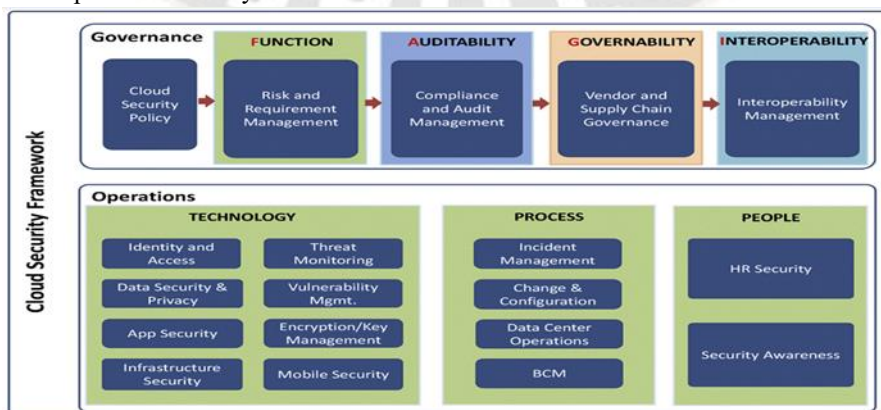 Cloud Security Framework
Governance
FUNCTION
AUDITABILITY
GOVERNABILITY
INTEROPERABILITY
Cloud
Security
Policy
Risk and
Requirement
Management
Compliance
and Audit
Management
Vendor and
Supply Chain
Governance
Interoperability
Management
Operations
TECHNOLOGY
Identity and
Access
Threat
Monitoring
Data Security &
Privacy
Vulnerability
Mgmt.
App Security
Encryption/Key
Management
Infrastructure
Security
Mobile Security
PROCESS
Incident
Management
Change &
Configuration
Data Center
Operations
BCM
PEOPLE
HR Security
Security Awareness